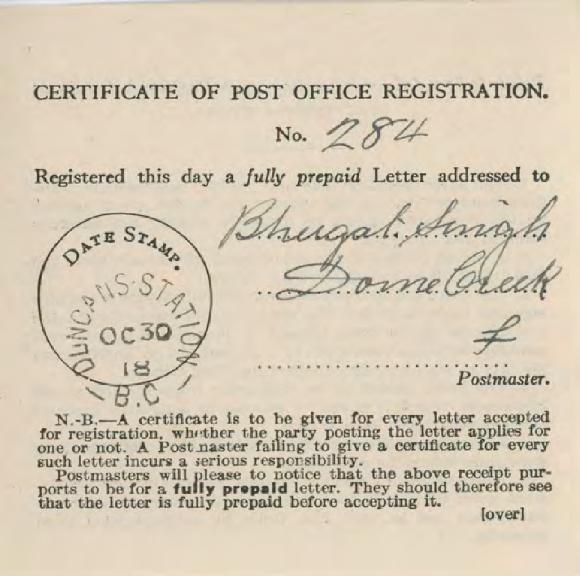 CERTIFICATE OF POST OFFICE REGISTRATION.
No. 284
Registered this day a fully prepaid Letter addressed to
Bhugat Singh
Dome Creek
DATE STAMP.
DUNCANS-STATION
OC 30
18
B.C
Postmaster.
N.-B.—A certificate is to be given for every letter accepted
for registration, whether the party posting the letter applies for
one or not. A Postmaster failing to give a certificate for every
such letter incurs a serious responsibility.
Postmasters will please to notice that the above receipt pur-
ports to be for a fully prepaid letter. They should therefore see
that the letter is fully prepaid before accepting it.
[over]